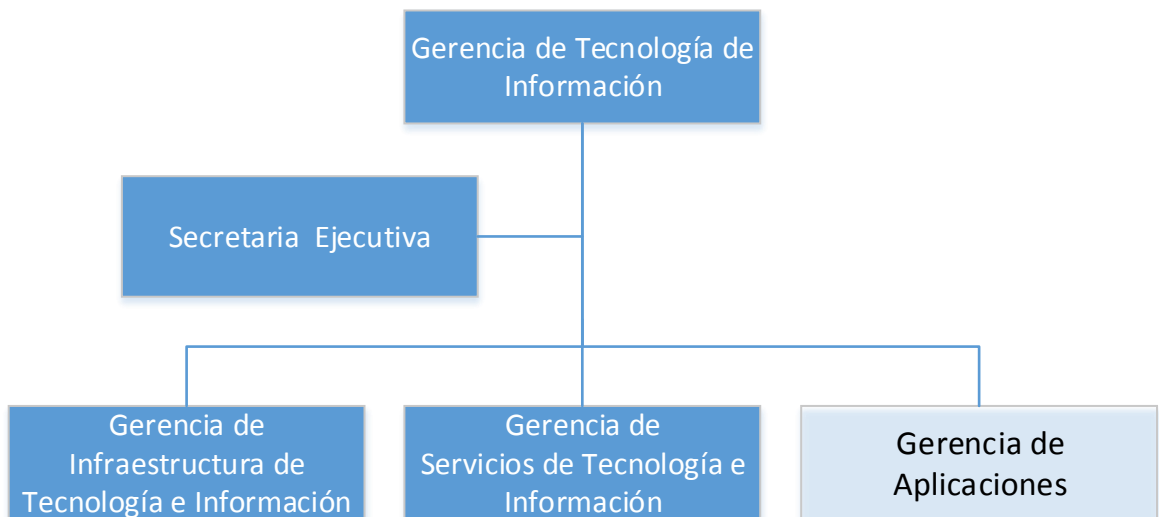 Gerencia de Tecnología de
Información
Secretaria Ejecutiva
Gerencia de
Infraestructura de
Tecnología e Información
Gerencia de
Servicios de Tecnología e
Información
Gerencia de
Aplicaciones